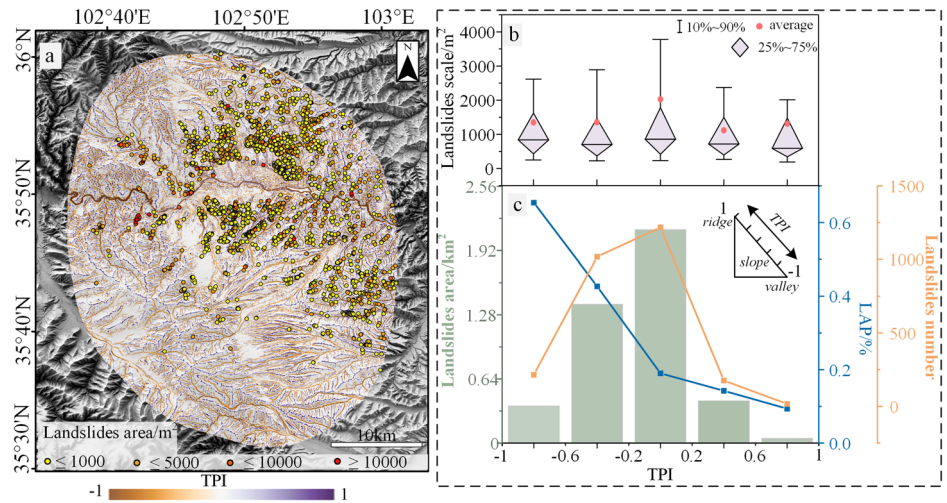 102°40′E
102°50′E
103°E
36°N
35°50′N
35°40′N
35°30′N
a
N
Landslides area/m²
10km
< 1000
< 5000
< 10000
> 10000
TPI
-1
1
b
Landslides scale/m²
4000
3000
2000
1000
0
10%~90%
average
25%~75%
c
Landslides area/km²
2.56
1.92
1.28
0.64
0
LAP/%
0.6
0.4
0.2
0.0
Landslides number
1500
1000
500
0
1
ridge
TPI
slope
-1
valley
-1 -0.6 -0.2 0.2 0.6 1
TPI